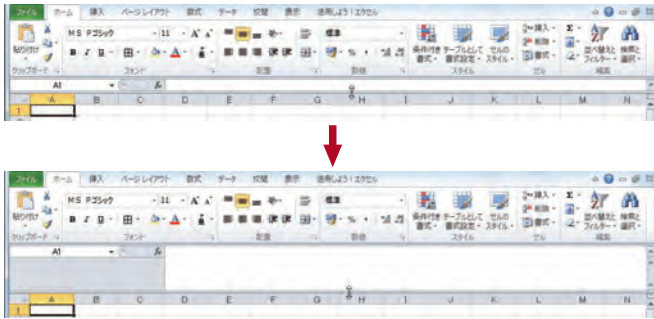 ファイル ホーム 挿入 ページレイアウト 数式 データ 校閲 表示 活用しよう!エクセル
MS Pゴシック 11 A A 標準 挿入 Σ
貼り付け B I U A % 条件付き書式 テーブルとして書式設定 セルのスタイル 削除 書式 並べ替えとフィルター 検索と選択
クリップボード フォント 配置 数値 スタイル セル 編集
A1 fx
A B C D E F G H I J K L M N
1
ファイル ホーム 挿入 ページレイアウト 数式 データ 校閲 表示 活用しよう!エクセル
MS Pゴシック 11 A A 標準 挿入 Σ
貼り付け B I U A % 条件付き書式 テーブルとして書式設定 セルのスタイル 削除 書式 並べ替えとフィルター 検索と選択
クリップボード フォント 配置 数値 スタイル セル 編集
A1 fx
A B C D E F G H I J K L M N
1